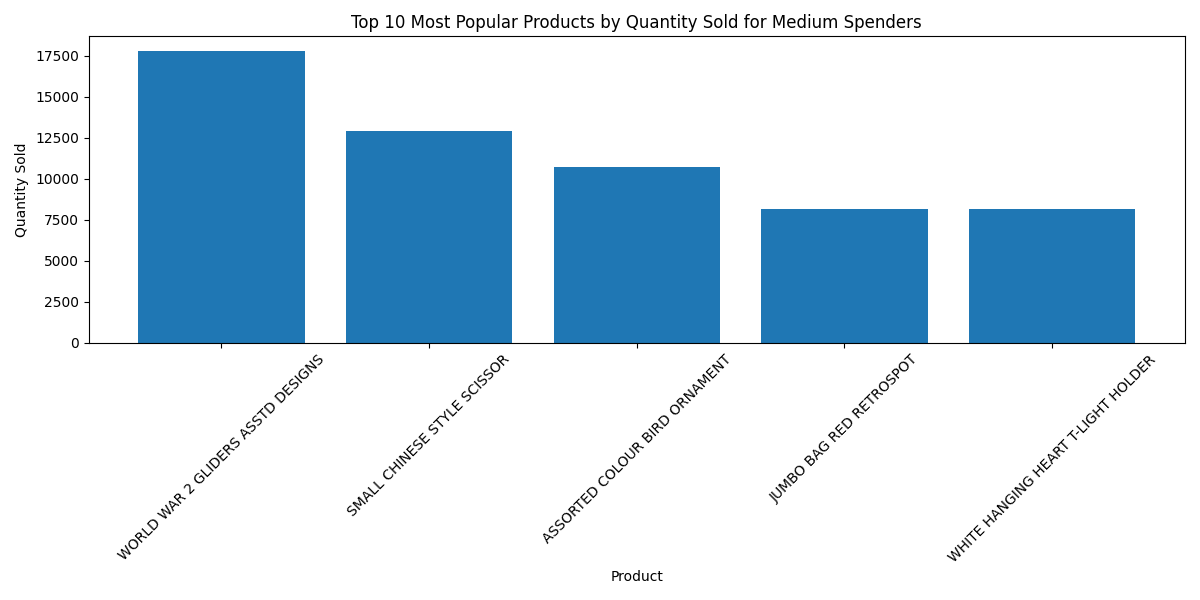 Top 10 Most Popular Products by Quantity Sold for Medium Spenders
Quantity Sold
17500
15000
12500
10000
7500
5000
2500
0
WORLD WAR 2 GLIDERS ASSTD DESIGNS
SMALL CHINESE STYLE SCISSOR
ASSORTED COLOUR BIRD ORNAMENT
JUMBO BAG RED RETROSPOT
WHITE HANGING HEART T-LIGHT HOLDER
Product